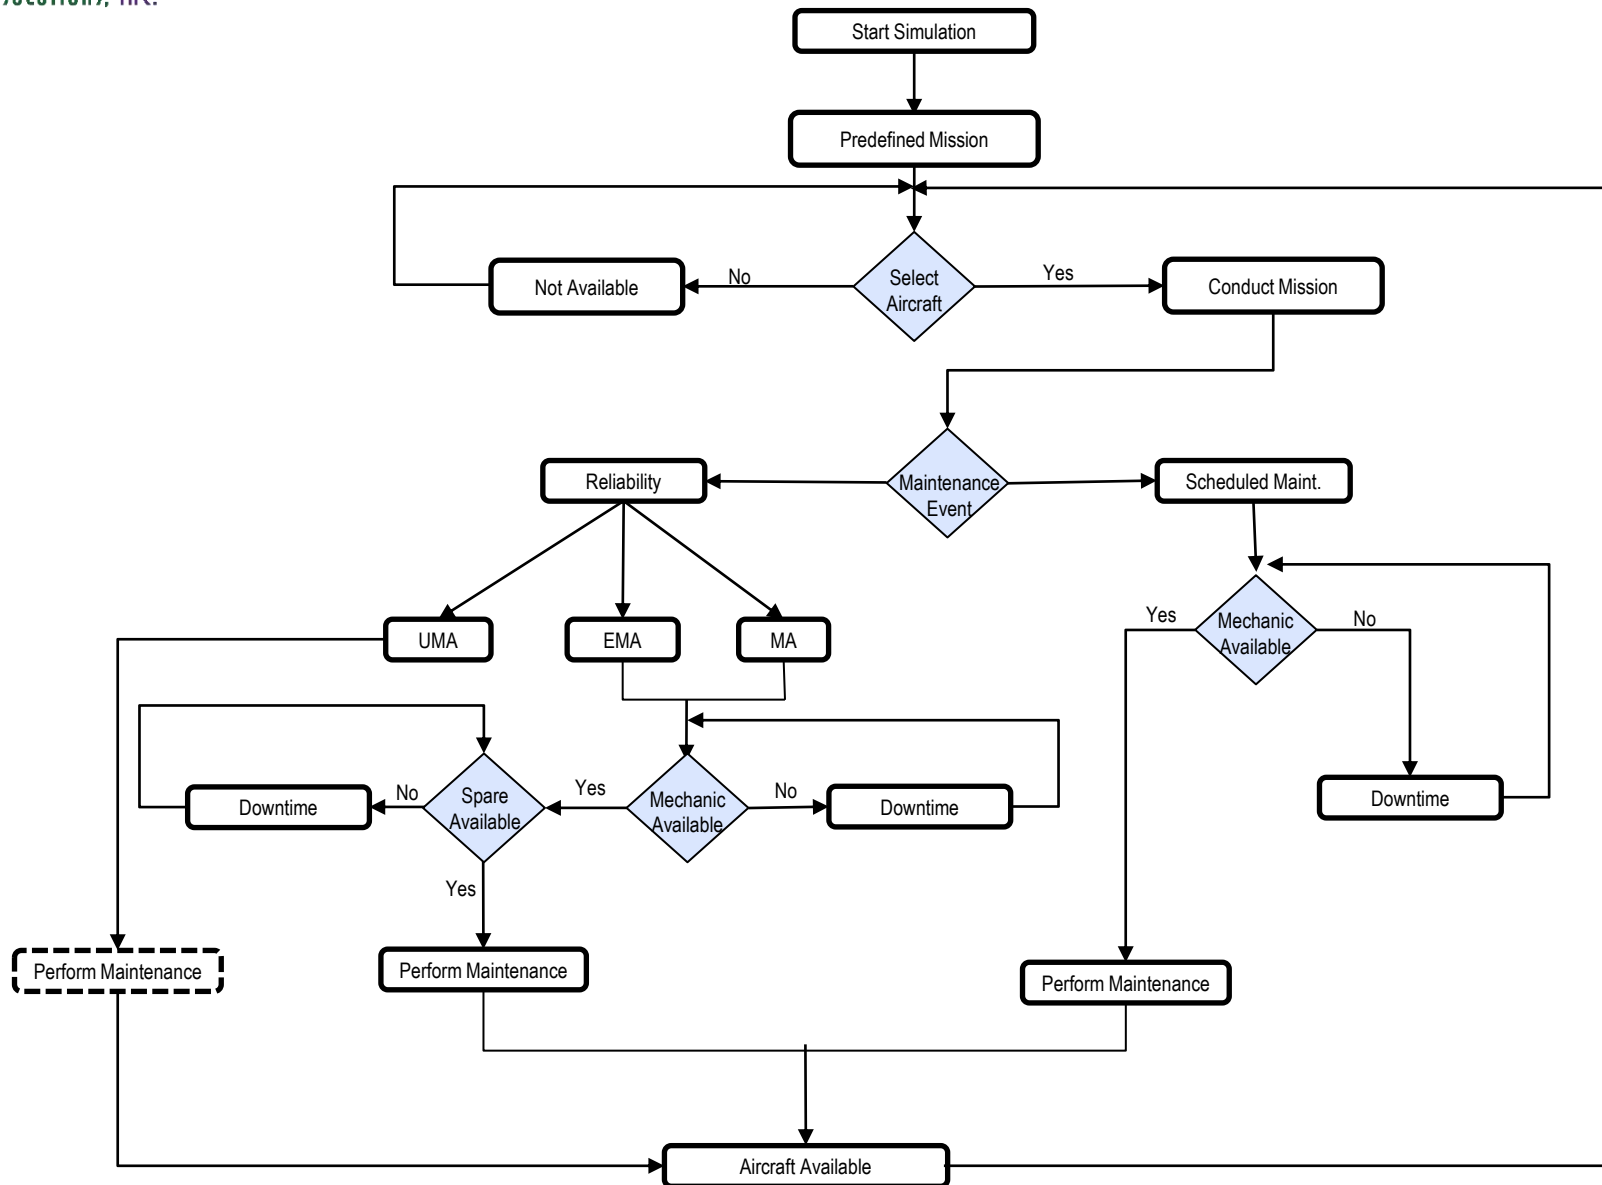 Start Simulation
Predefined Mission
Not Available
No
Select
Aircraft
Yes
Conduct Mission
Reliability
Maintenance
Event
Scheduled Maint.
UMA
EMA
MA
Yes
Mechanic
Available
No
Downtime
No
Spare
Available
Yes
Mechanic
Available
No
Downtime
Downtime
Yes
Perform Maintenance
Perform Maintenance
Perform Maintenance
Aircraft Available